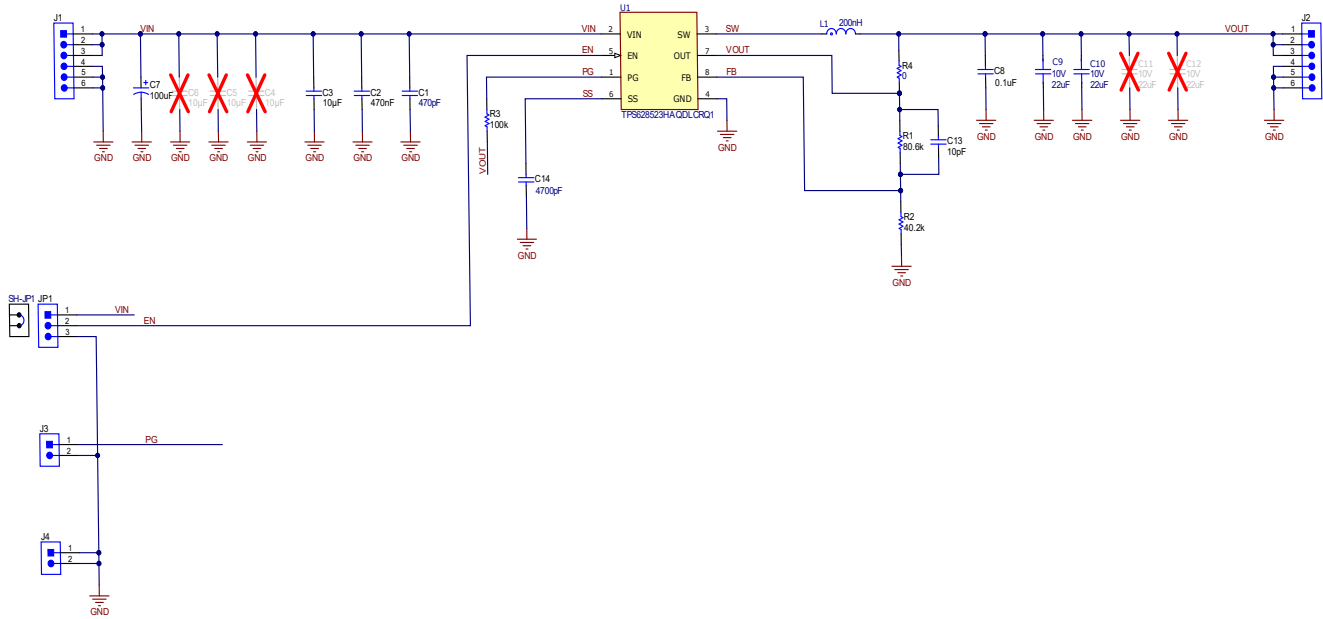 J1
1
2
3
4
5
6
VIN
C7
100uF
C6
10µF
C5
10µF
C4
10µF
C3
10µF
C2
470nF
C1
470pF
GND
GND
GND
GND
GND
GND
GND
GND
VIN
EN
PG
SS
2
5
1
6
U1
VIN
EN
PG
SS
SW
OUT
FB
GND
TPS628523HAQDLCRQ1
3
7
8
4
SW
VOUT
FB
GND
R3
100k
VOUT
C14
4700pF
GND
L1
200nH
R4
0
R1
80.6k
C13
10pF
R2
40.2k
GND
C8
0.1uF
C9
10V
22uF
C10
10V
22uF
C11
10V
22uF
C12
10V
22uF
GND
GND
GND
GND
GND
VOUT
J2
1
2
3
4
5
6
GND
SH-JP1
JP1
1
2
3
VIN
EN
J3
1
2
PG
J4
1
2
GND